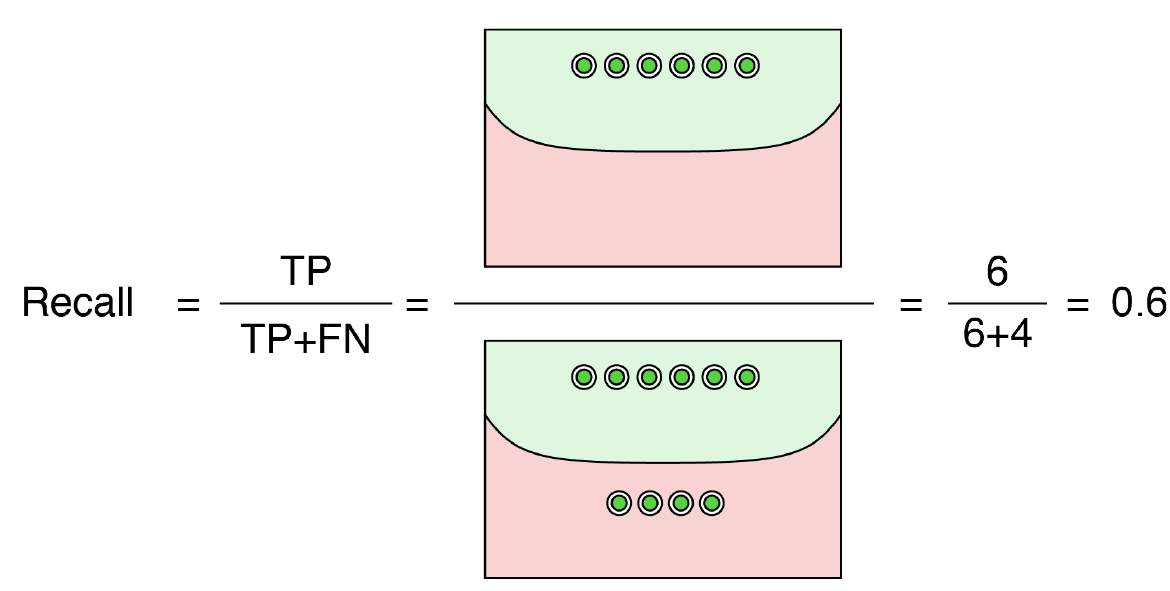 Recall = TP = 6 = 0.6
TP+FN 6+4